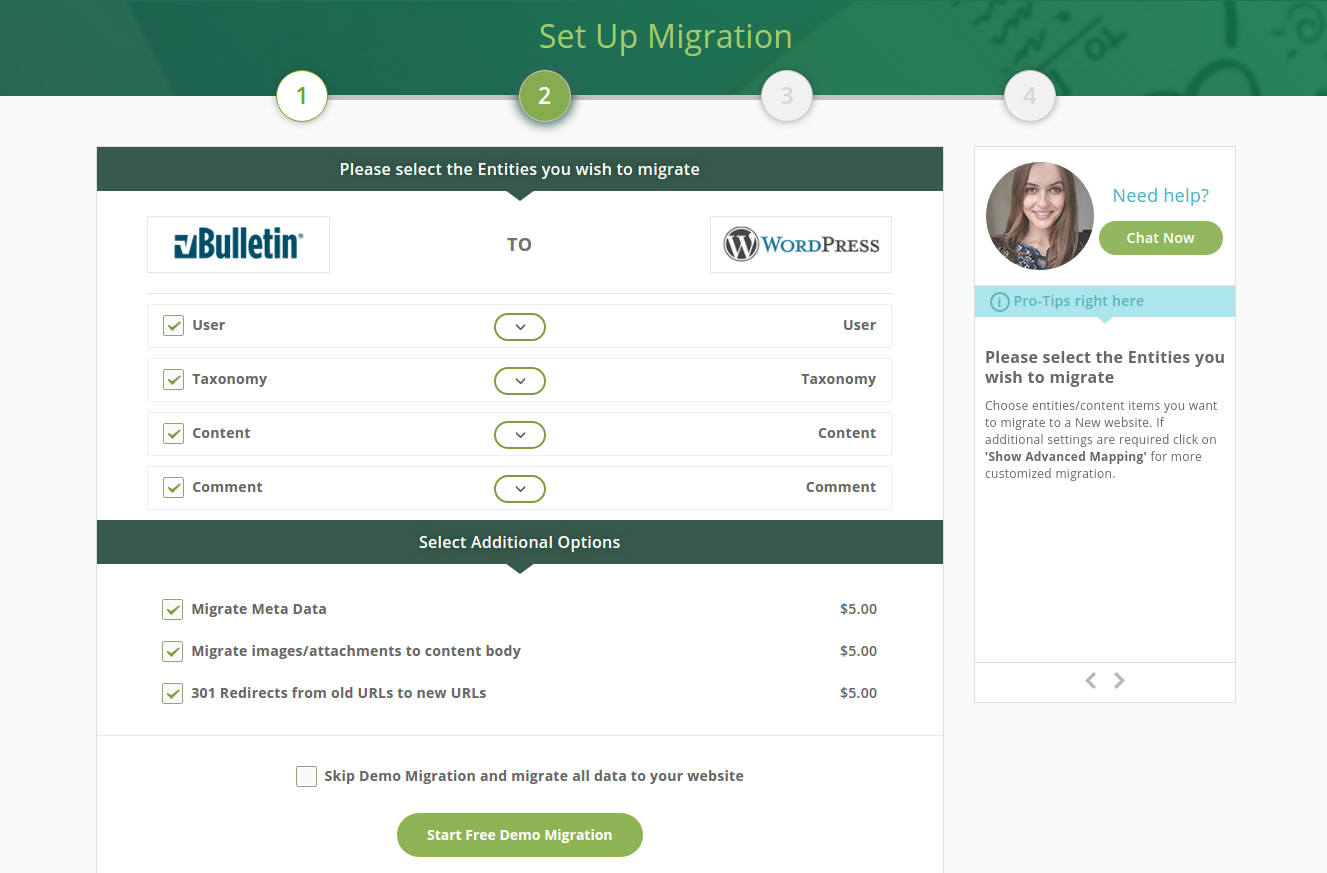 Set Up Migration
1 2 3 4
Please select the Entities you wish to migrate
vBulletin®
TO
WORDPRESS
User User
Taxonomy Taxonomy
Content Content
Comment Comment
Select Additional Options
Migrate Meta Data $5.00
Migrate images/attachments to content body $5.00
301 Redirects from old URLs to new URLs $5.00
Skip Demo Migration and migrate all data to your website
Start Free Demo Migration
Need help?
Chat Now
Pro-Tips right here
Please select the Entities you
wish to migrate
Choose entities/content items you want
to migrate to a New website. If
additional settings are required click on
'Show Advanced Mapping' for more
customized migration.